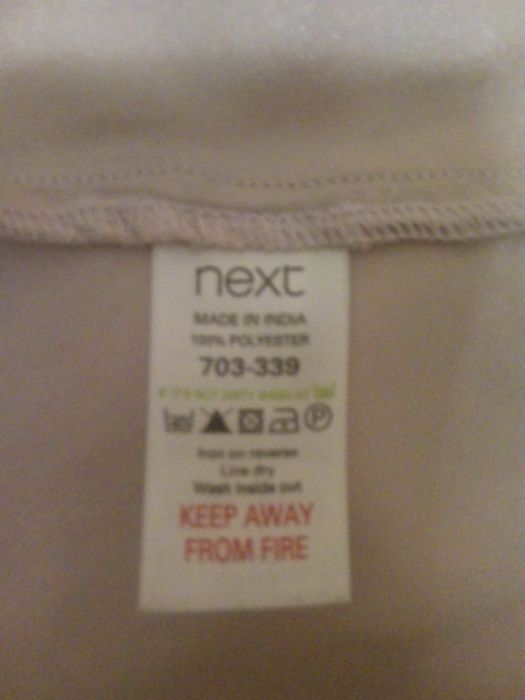 next
MADE IN INDIA
100% POLYESTER
703-339
IF IT'S NOT DIRTY WASH AT
P
Iron on reverse
Line dry
Wash inside out
KEEP AWAY
FROM FIRE